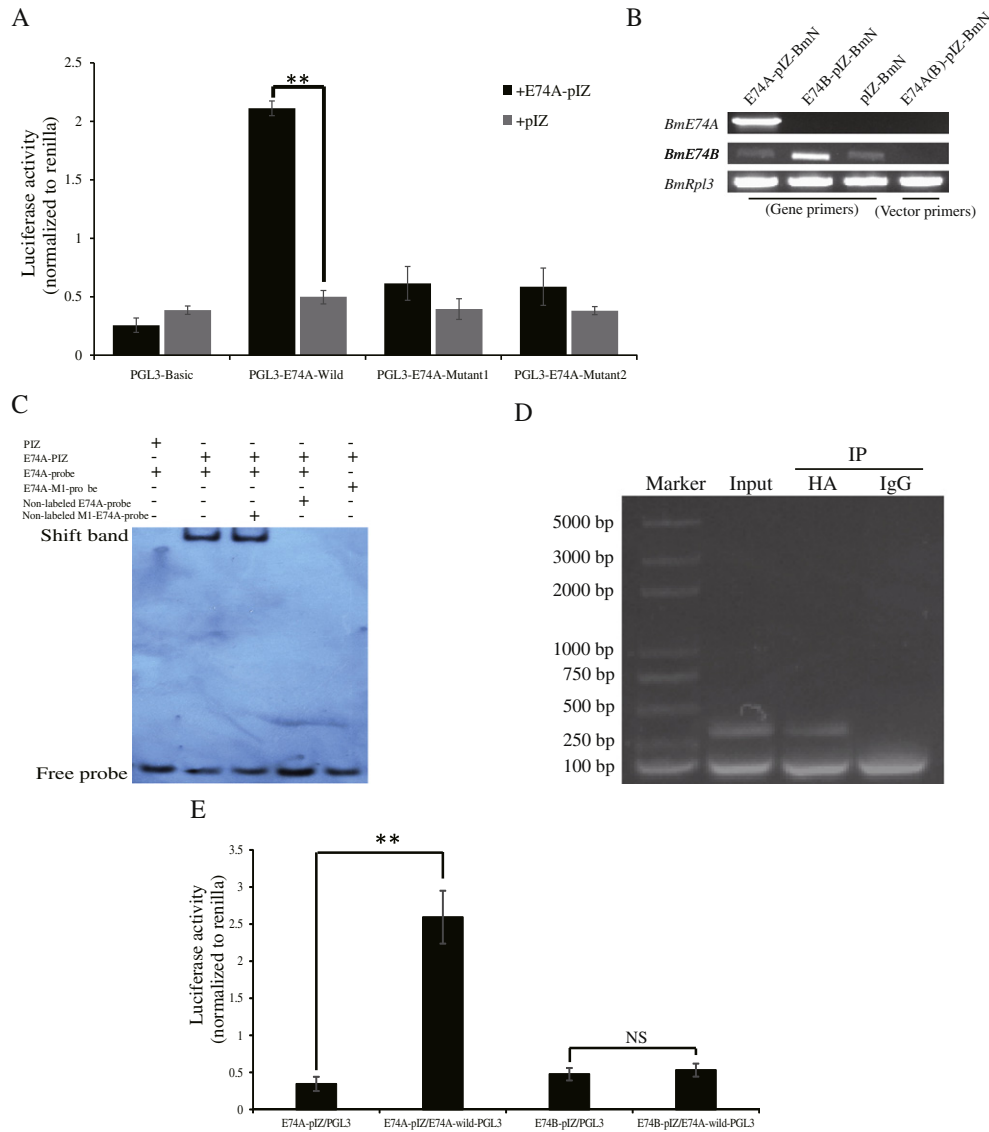 A
Luciferase activity
(normalized to renilla)
2.5
2
1.5
1
0.5
0
**
+E74A-pIZ
+pIZ
PGL3-Basic
PGL3-E74A-Wild
PGL3-E74A-Mutant1
PGL3-E74A-Mutant2
B
E74A-pIZ-BmN
E74B-pIZ-BmN
pIZ-BmN
E74A(B)-pIZ-BmN
BmE74A
BmE74B
BmRpl3
(Gene primers)
(Vector primers)
C
PIZ + - - - -
E74A-PIZ - + + + +
E74A-probe + + + + -
E74A-M1-pro be - - - - +
Non-labeled E74A-probe - - - + -
Non-labeled M1-E74A-probe - - + - -
Shift band
Free probe
D
IP
Marker Input HA IgG
5000 bp
3000 bp
2000 bp
1000 bp
750 bp
500 bp
250 bp
100 bp
E
Luciferase activity
(normalized to renilla)
3.5
3
2.5
2
1.5
1
0.5
0
**
NS
E74A-pIZ/PGL3
E74A-pIZ/E74A-wild-PGL3
E74B-pIZ/PGL3
E74B-pIZ/E74A-wild-PGL3